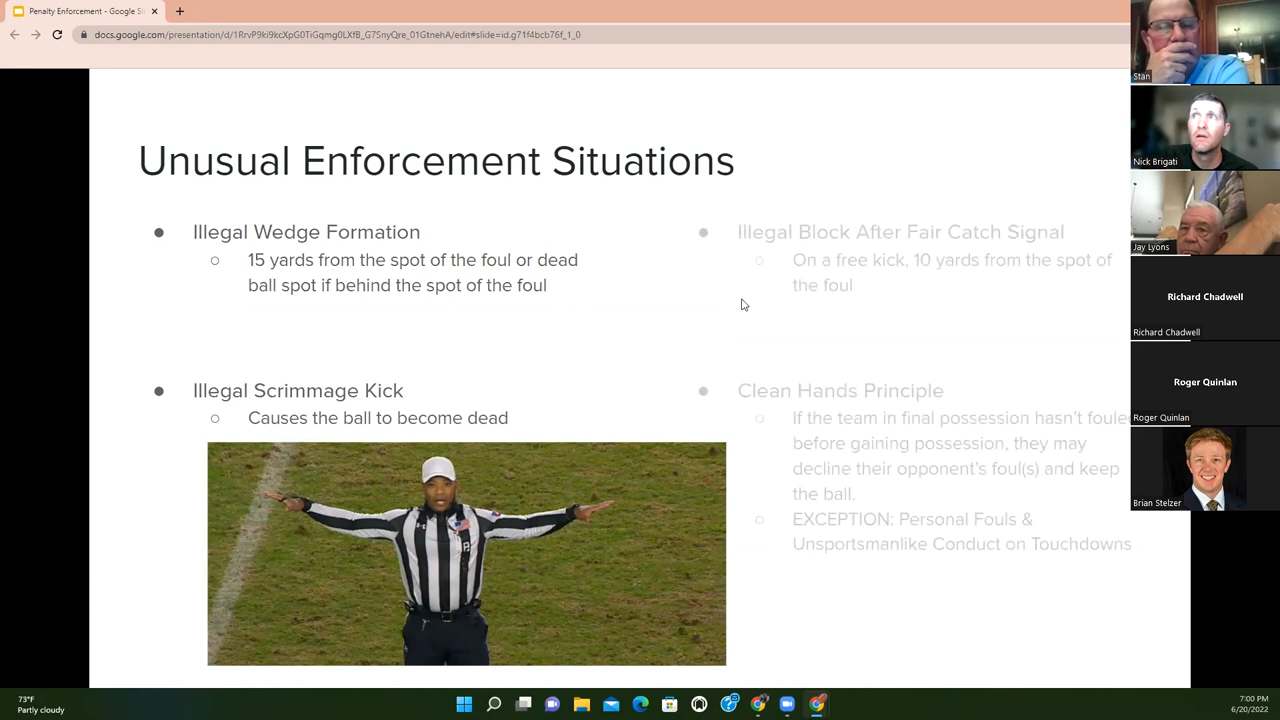 Penalty Enforcement - Google Sli
docs.google.com/presentation/d/1RrvP9ki9kcXpG0TiGqmg0LXfB_G7SnyQre_01GtnehA/edit#slide=id.g71f4bcb76f_1_0
Unusual Enforcement Situations
Illegal Wedge Formation
15 yards from the spot of the foul or dead
ball spot if behind the spot of the foul
Illegal Scrimmage Kick
Causes the ball to become dead
Illegal Block After Fair Catch Signal
On a free kick, 10 yards from the spot of
the foul
Clean Hands Principle
If the team in final possession hasn't foule
before gaining possession, they may
decline their opponent's foul(s) and keep
the ball.
EXCEPTION: Personal Fouls &
Unsportsmanlike Conduct on Touchdowns
R
Stan
Nick Brigati
Jay Lyons
Richard Chadwell
Richard Chadwell
Roger Quinlan
Roger Quinlan
Brian Stelzer
73°F
Partly cloudy
7:00 PM
6/20/2022